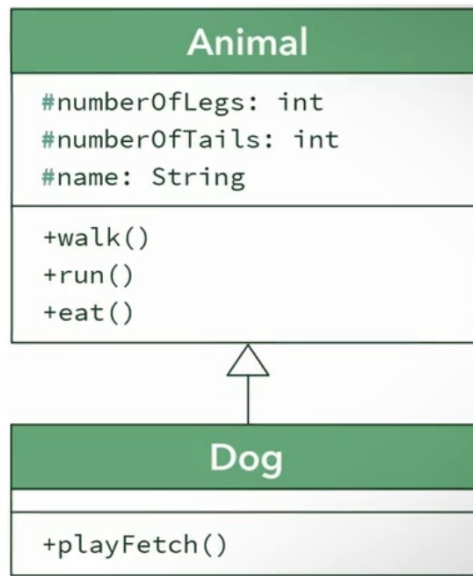 Animal
#numberOfLegs: int
#numberOfTails: int
#name: String
+walk()
+run()
+eat()
Dog
+playFetch()